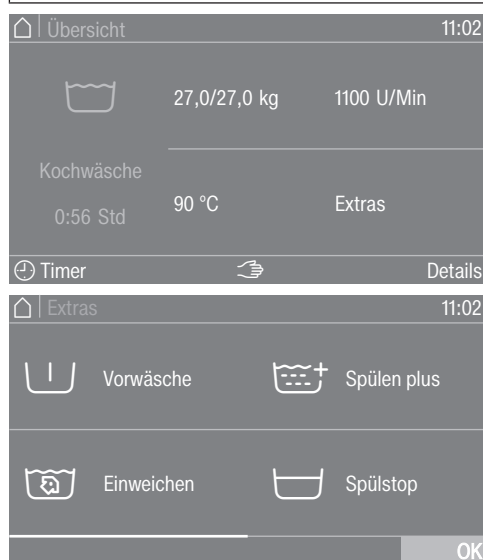 Übersicht 11:02
27,0/27,0 kg 1100 U/Min
Kochwäsche
0:56 Std
90 °C Extras
Timer Details
Extras 11:02
Vorwäsche Spülen plus
Einweichen Spülstop
OK